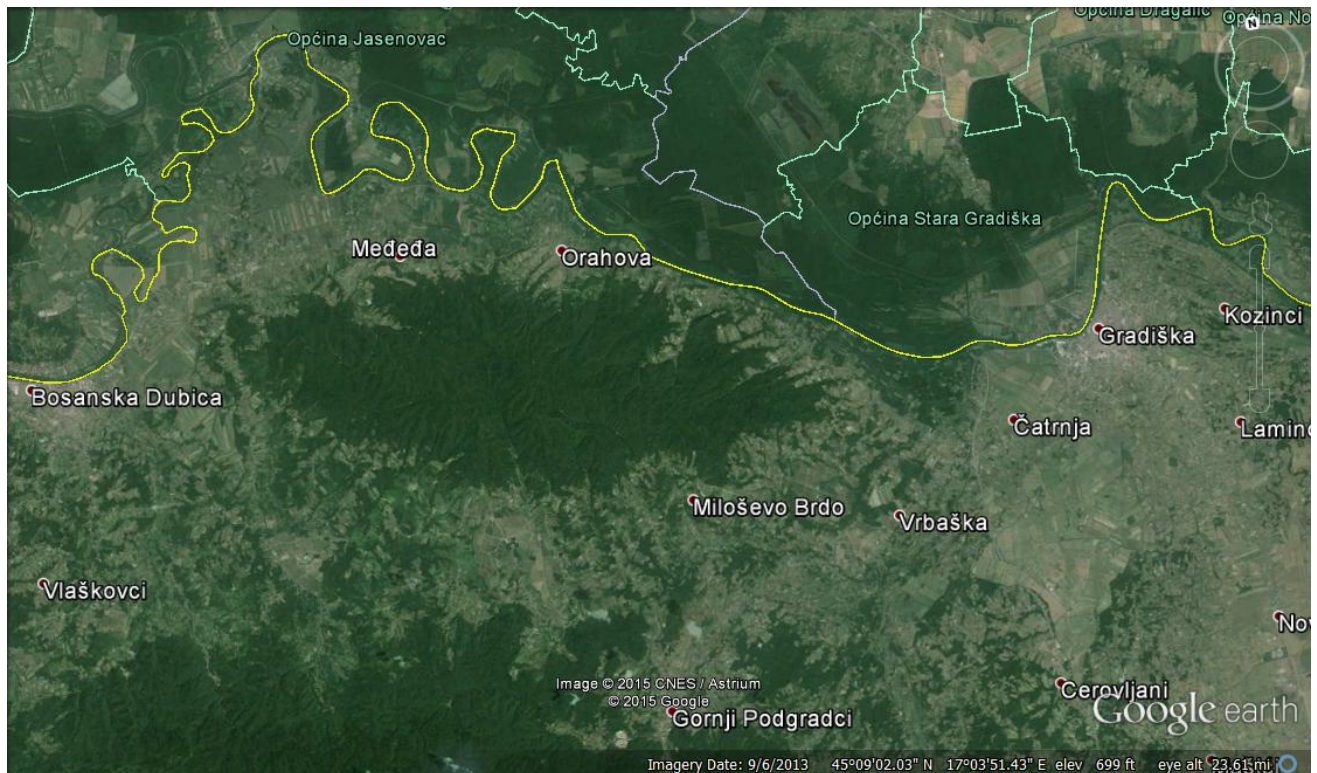 Općina Dragalić
Općina No
N
Općina Jasenovac
Općina Stara Gradiška
Međeđa
Orahova
Kozinci
Gradiška
Bosanska Dubica
Čatrnja
Lamino
Miloševo Brdo
Vrbaška
Vlaškovci
Nov
Image © 2015 CNES / Astrium
© 2015 Google
Cerovljani
Gornji Podgradci
Google earth
Imagery Date: 9/6/2013 45°09'02.03" N 17°03'51.43" E elev 699 ft eye alt 23.61 mi